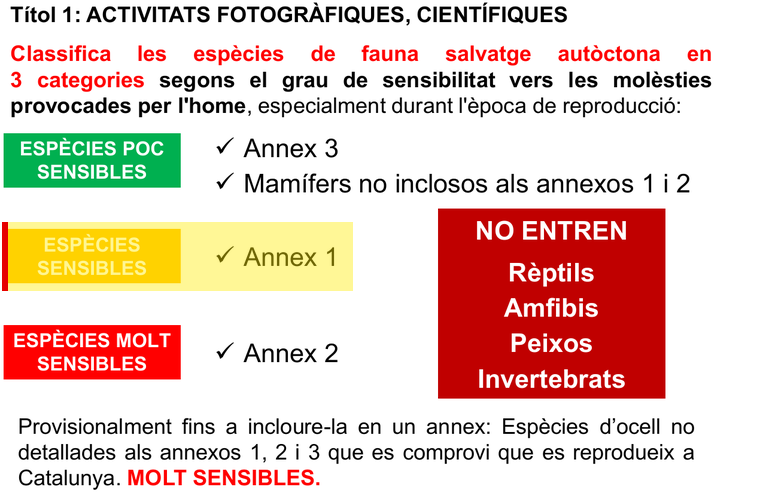 Títol 1: ACTIVITATS FOTOGRÀFIQUES, CIENTÍFIQUES
Classifica les espècies de fauna salvatge autòctona en
3 categories segons el grau de sensibilitat vers les molèsties
provocades per l'home, especialment durant l'època de reproducció:
ESPÈCIES POC
SENSIBLES
✓ Annex 3
✓ Mamífers no inclosos als annexos 1 i 2
ESPÈCIES
SENSIBLES
✓ Annex 1
NO ENTREN
Rèptils
Amfibis
Peixos
Invertebrats
ESPÈCIES MOLT
SENSIBLES
✓ Annex 2
Provisionalment fins a incloure-la en un annex: Espècies d’ocell no
detallades als annexos 1, 2 i 3 que es comprovi que es reprodueix a
Catalunya. MOLT SENSIBLES.